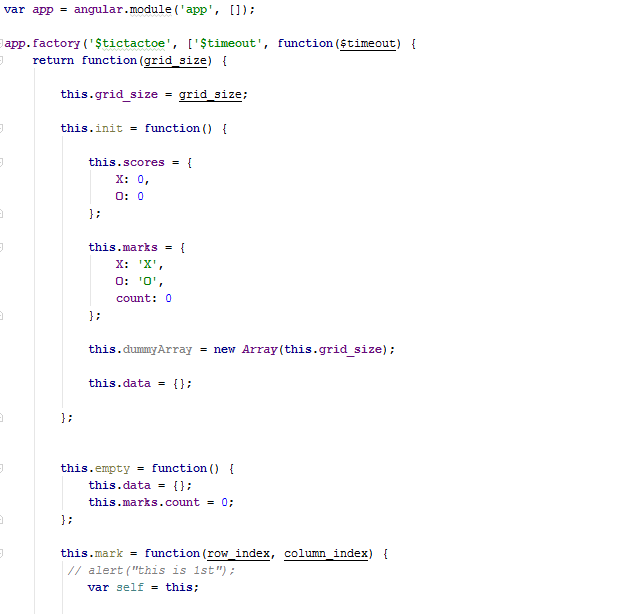 var app = angular.module('app', []);
app.factory('$tictactoe', ['$timeout', function($timeout) {
return function(grid_size) {
this.grid_size = grid_size;
this.init = function() {
this.scores = {
X: 0,
O: 0
};
this.marks = {
X: 'X',
O: 'O',
count: 0
};
this.dummyArray = new Array(this.grid_size);
this.data = {};
};
this.empty = function() {
this.data = {};
this.marks.count = 0;
};
this.mark = function(row_index, column_index) {
// alert("this is 1st");
var self = this;